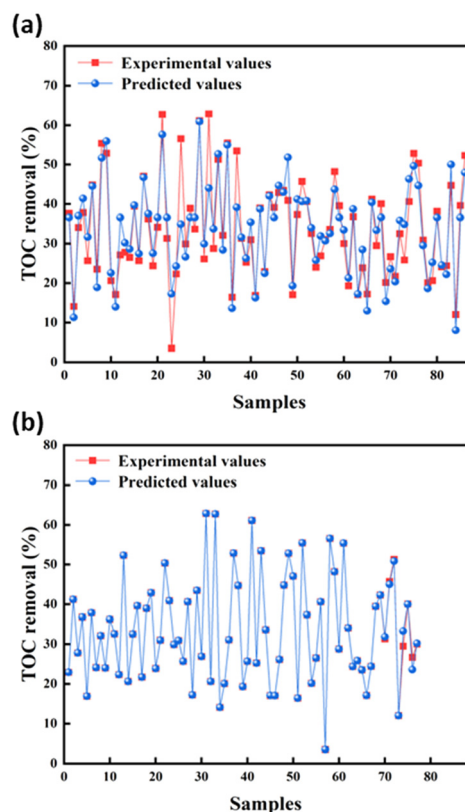 (a)
80
70
60
50
40
30
20
10
0
TOC removal (%)
Experimental values
Predicted values
0 10 20 30 40 50 60 70 80
Samples
(b)
80
70
60
50
40
30
20
10
0
TOC removal (%)
Experimental values
Predicted values
0 10 20 30 40 50 60 70 80
Samples